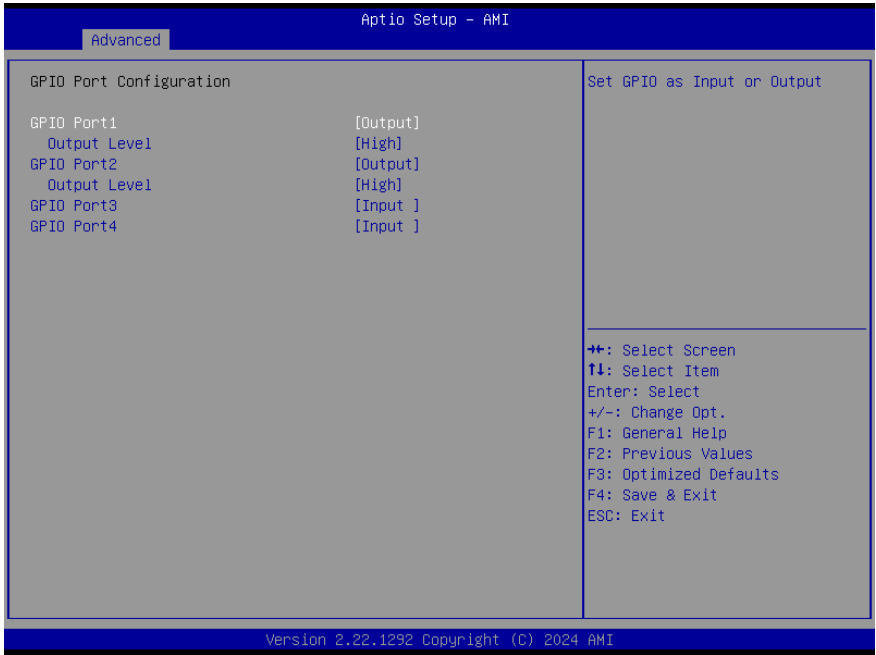 Aptio Setup – AMI
Advanced
GPIO Port Configuration
GPIO Port1 [Output]
Output Level [High]
GPIO Port2 [Output]
Output Level [High]
GPIO Port3 [Input ]
GPIO Port4 [Input ]
Set GPIO as Input or Output
→←: Select Screen
↑↓: Select Item
Enter: Select
+/-: Change Opt.
F1: General Help
F2: Previous Values
F3: Optimized Defaults
F4: Save & Exit
ESC: Exit
Version 2.22.1292 Copyright (C) 2024 AMI